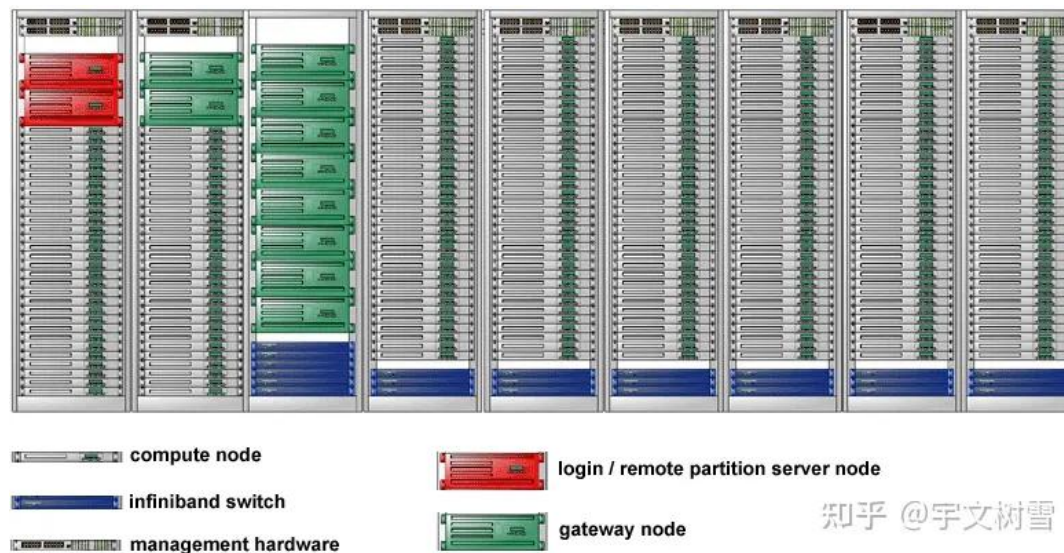 compute node
login / remote partition server node
infiniband switch
gateway node
management hardware
知乎 @宇文树雪